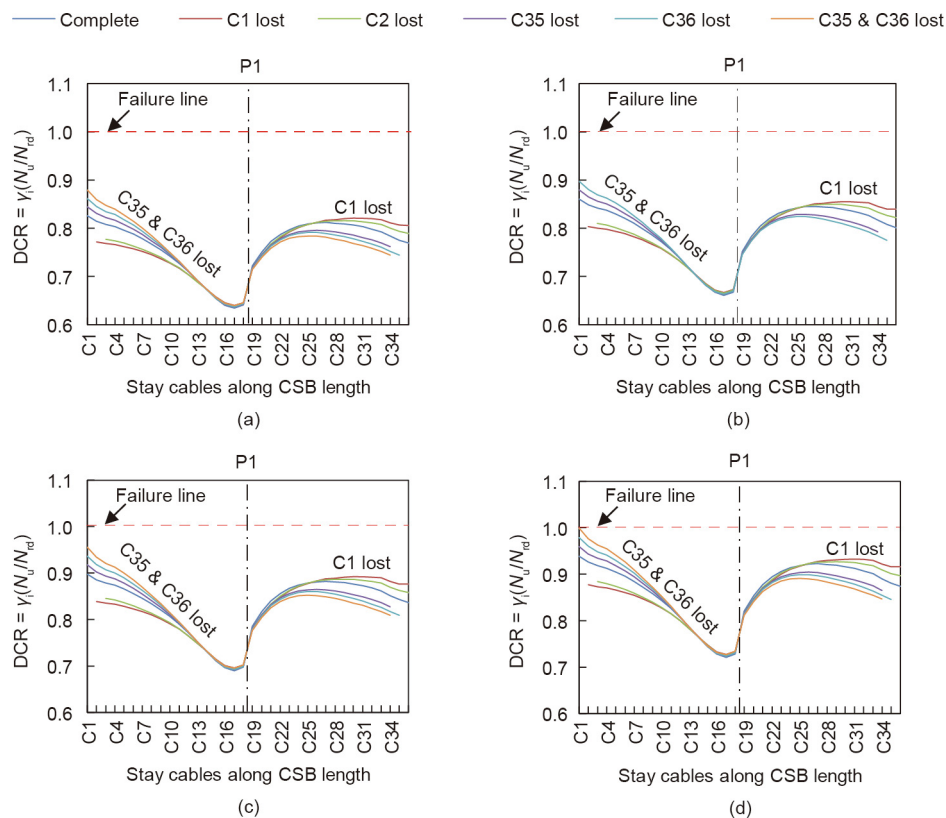 Complete C1 lost C2 lost C35 lost C36 lost C35 & C36 lost
P1
1.1
1.0
0.9
0.8
0.7
0.6
DCR = γi(Nu/Nrd)
Failure line
C35 & C36 lost
C1 lost
C1 C4 C7 C10 C13 C16 C19 C22 C25 C28 C31 C34
Stay cables along CSB length
(a)
P1
1.1
1.0
0.9
0.8
0.7
0.6
DCR = γi(Nu/Nrd)
Failure line
C35 & C36 lost
C1 lost
C1 C4 C7 C10 C13 C16 C19 C22 C25 C28 C31 C34
Stay cables along CSB length
(b)
P1
1.1
1.0
0.9
0.8
0.7
0.6
DCR = γi(Nu/Nrd)
Failure line
C35 & C36 lost
C1 lost
C1 C4 C7 C10 C13 C16 C19 C22 C25 C28 C31 C34
Stay cables along CSB length
(c)
P1
1.1
1.0
0.9
0.8
0.7
0.6
DCR = γi(Nu/Nrd)
Failure line
C35 & C36 lost
C1 lost
C1 C4 C7 C10 C13 C16 C19 C22 C25 C28 C31 C34
Stay cables along CSB length
(d)